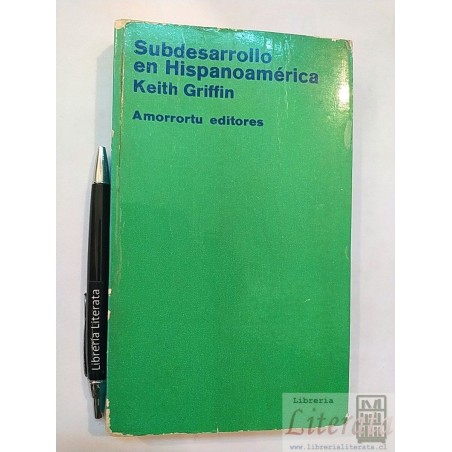 Subdesarrollo
en Hispanoamérica
Keith Griffin
Amorrortu editores
Librería Literata
Librería
Literata
www.librerialiterata.cl